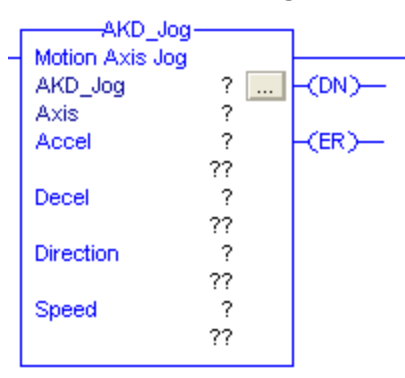 AKD_Jog
Motion Axis Jog
AKD_Jog ? ... (DN)
Axis ?
Accel ? (ER)
??
Decel ?
??
Direction ?
??
Speed ?
??